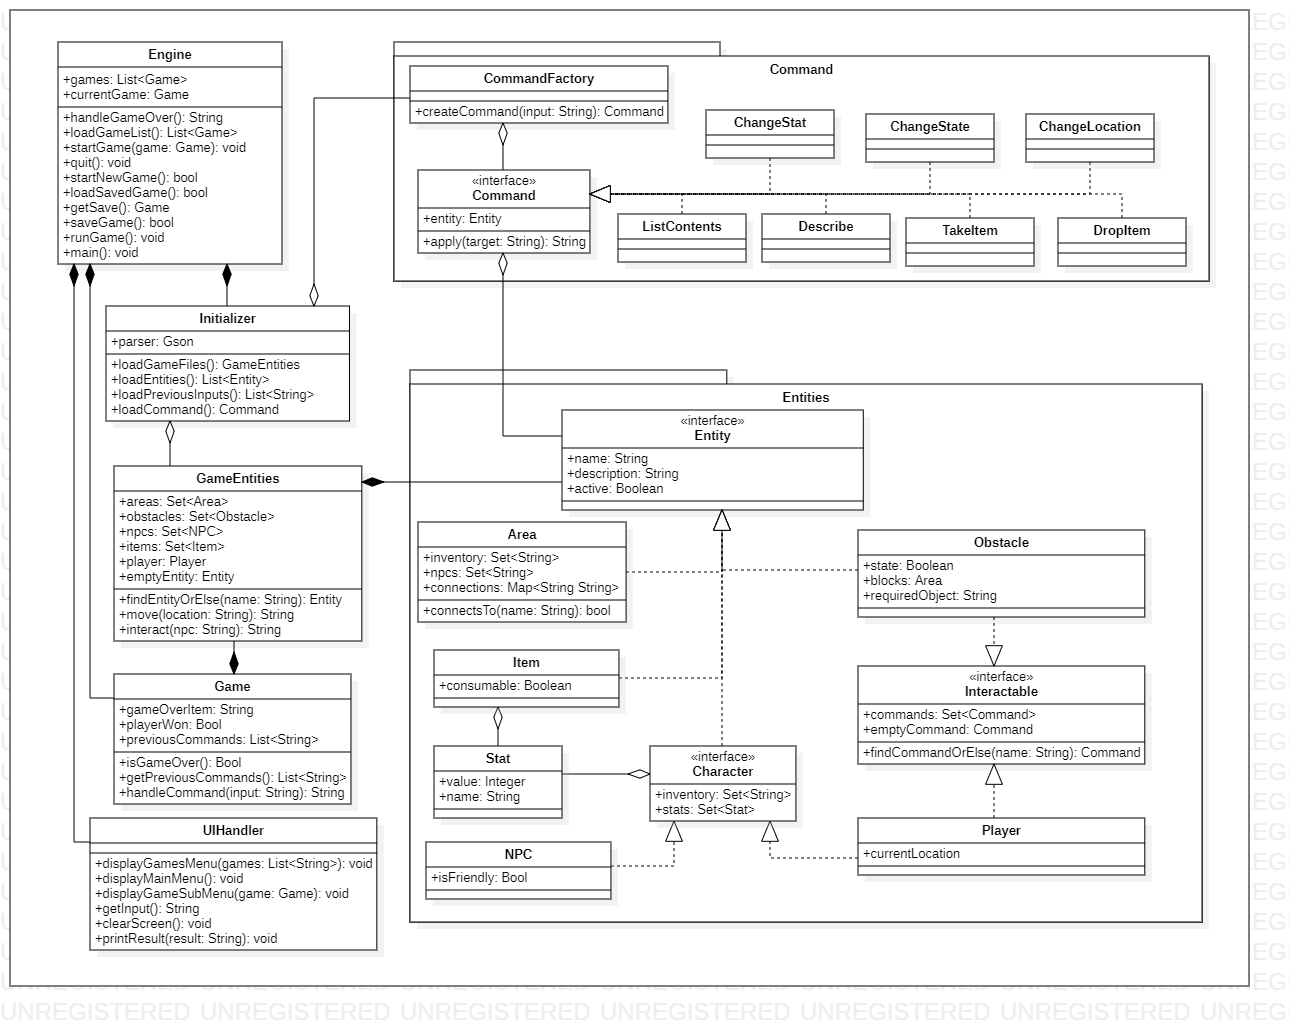 Engine
+games: List<Game>
+currentGame: Game
+handleGameOver(): String
+loadGameList(): List<Game>
+startGame(game: Game): void
+quit(): void
+startNewGame(): bool
+loadSavedGame(): bool
+getSave(): Game
+saveGame(): bool
+runGame(): void
+main(): void
Command
CommandFactory
+createCommand(input: String): Command
«interface»
Command
+entity: Entity
+apply(target: String): String
ChangeStat
ChangeState
ChangeLocation
ListContents
Describe
TakeItem
DropItem
Initializer
+parser: Gson
+loadGameFiles(): GameEntities
+loadEntities(): List<Entity>
+loadPreviousInputs(): List<String>
+loadCommand(): Command
GameEntities
+areas: Set<Area>
+obstacles: Set<Obstacle>
+npcs: Set<NPC>
+items: Set<Item>
+player: Player
+emptyEntity: Entity
+findEntityOrElse(name: String): Entity
+move(location: String): String
+interact(npc: String): String
Game
+gameOverItem: String
+playerWon: Bool
+previousCommands: List<String>
+isGameOver(): Bool
+getPreviousCommands(): List<String>
+handleCommand(input: String): String
UIHandler
+displayGamesMenu(games: List<String>): void
+displayMainMenu(): void
+displayGameSubMenu(game: Game): void
+getInput(): String
+clearScreen(): void
+printResult(result: String): void
Entities
«interface»
Entity
+name: String
+description: String
+active: Boolean
Area
+inventory: Set<String>
+npcs: Set<String>
+connections: Map<String String>
+connectsTo(name: String): bool
Obstacle
+state: Boolean
+blocks: Area
+requiredObject: String
Item
+consumable: Boolean
«interface»
Interactable
+commands: Set<Command>
+emptyCommand: Command
+findCommandOrElse(name: String): Command
Stat
+value: Integer
+name: String
«interface»
Character
+inventory: Set<String>
+stats: Set<Stat>
NPC
+isFriendly: Bool
Player
+currentLocation
UNREGISTERED UNREGISTERED UNREGISTERED UNREGISTERED UNREGISTERED UNREGISTERED